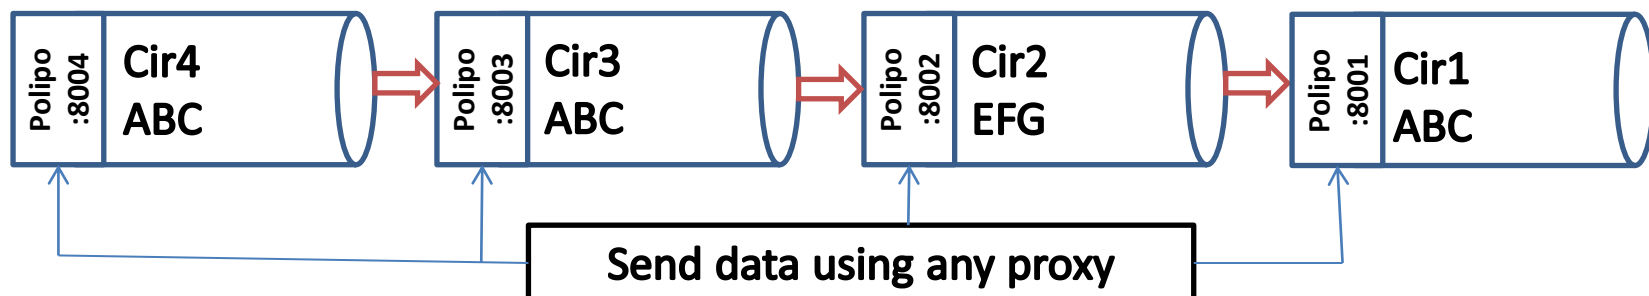 Polipo
:8004
Cir4
ABC
Polipo
:8003
Cir3
ABC
Polipo
:8002
Cir2
EFG
Polipo
:8001
Cir1
ABC
Send data using any proxy